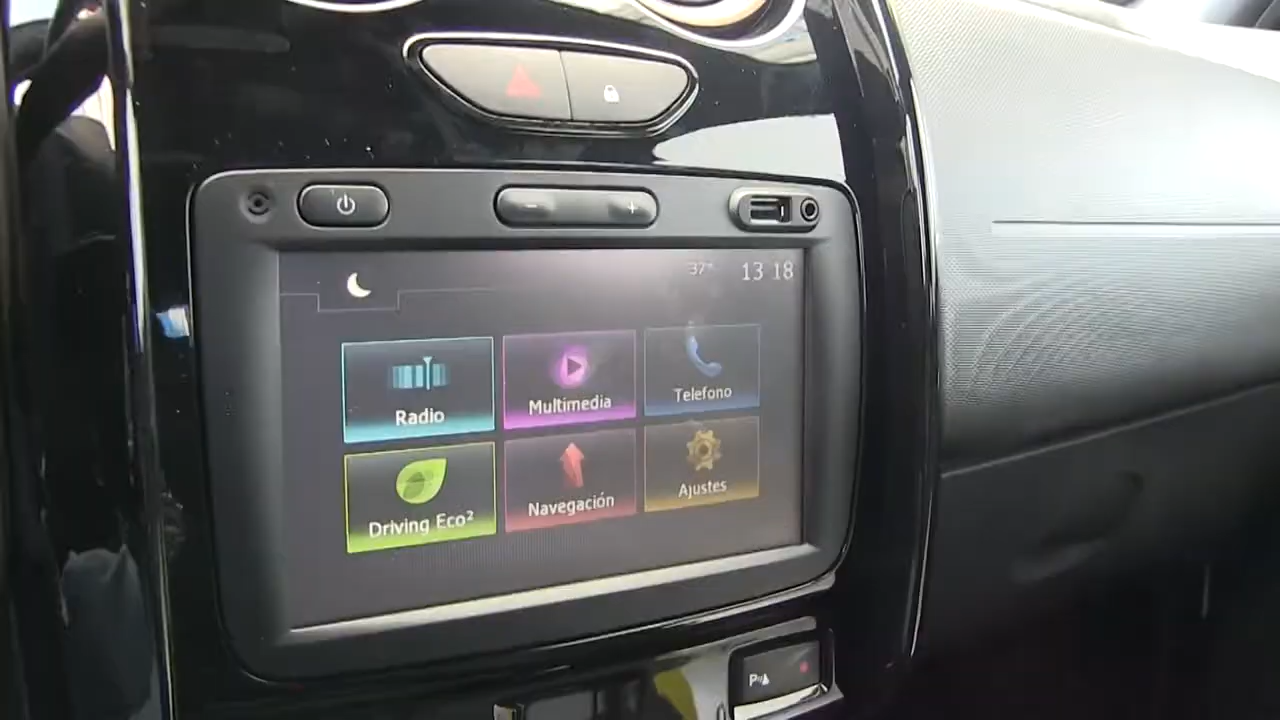 37°
13 18
Radio
Multimedia
Telefono
Driving Eco²
Navegación
Ajustes
P